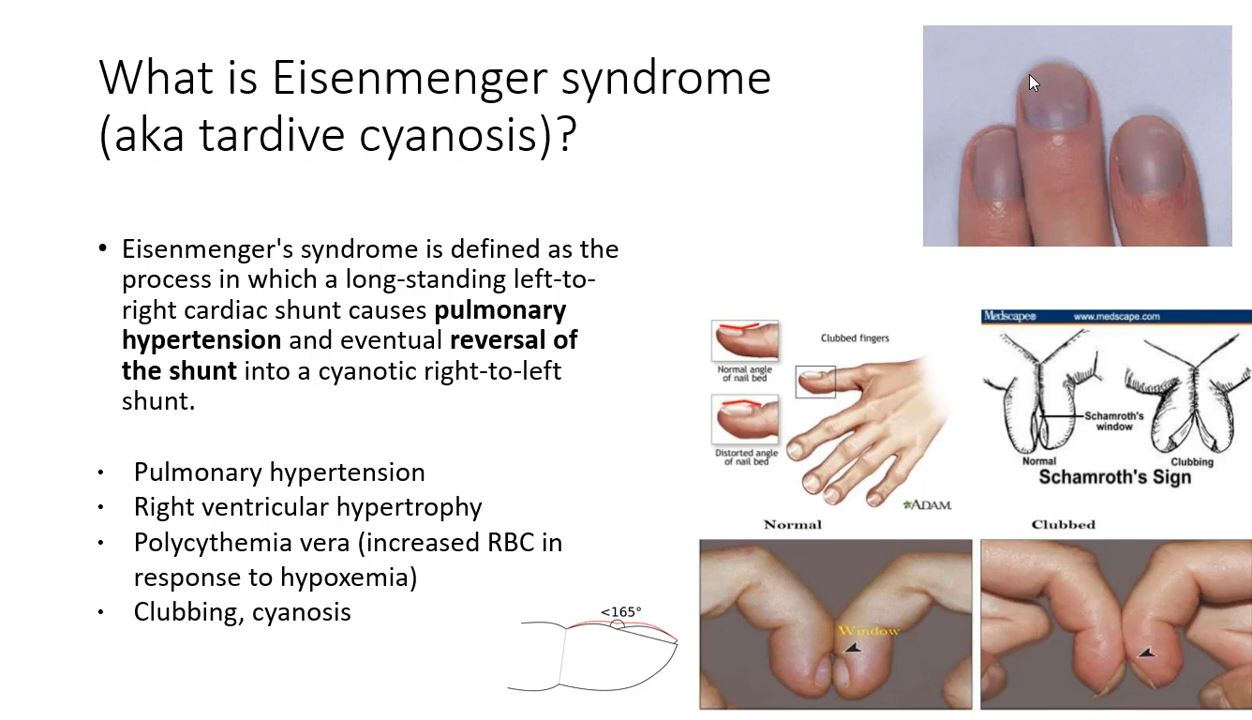 What is Eisenmenger syndrome
(aka tardive cyanosis)?
• Eisenmenger's syndrome is defined as the
process in which a long-standing left-to-
right cardiac shunt causes pulmonary
hypertension and eventual reversal of
the shunt into a cyanotic right-to-left
shunt.
• Pulmonary hypertension
• Right ventricular hypertrophy
• Polycythemia vera (increased RBC in
response to hypoxemia)
• Clubbing, cyanosis
<165°
Clubbed fingers
Normal angle
of nail bed
Distorted angle
of nail bed
ADAM.
Medscape® www.medscape.com
Schamroth's
window
Normal
Clubbing
Schamroth's Sign
Normal
Clubbed
Window